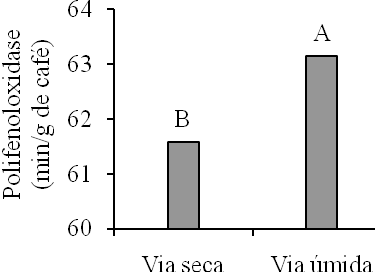 Polifenoloxidase
(min/g de café)
64
63
62
61
60
B
A
Via seca
Via úmida